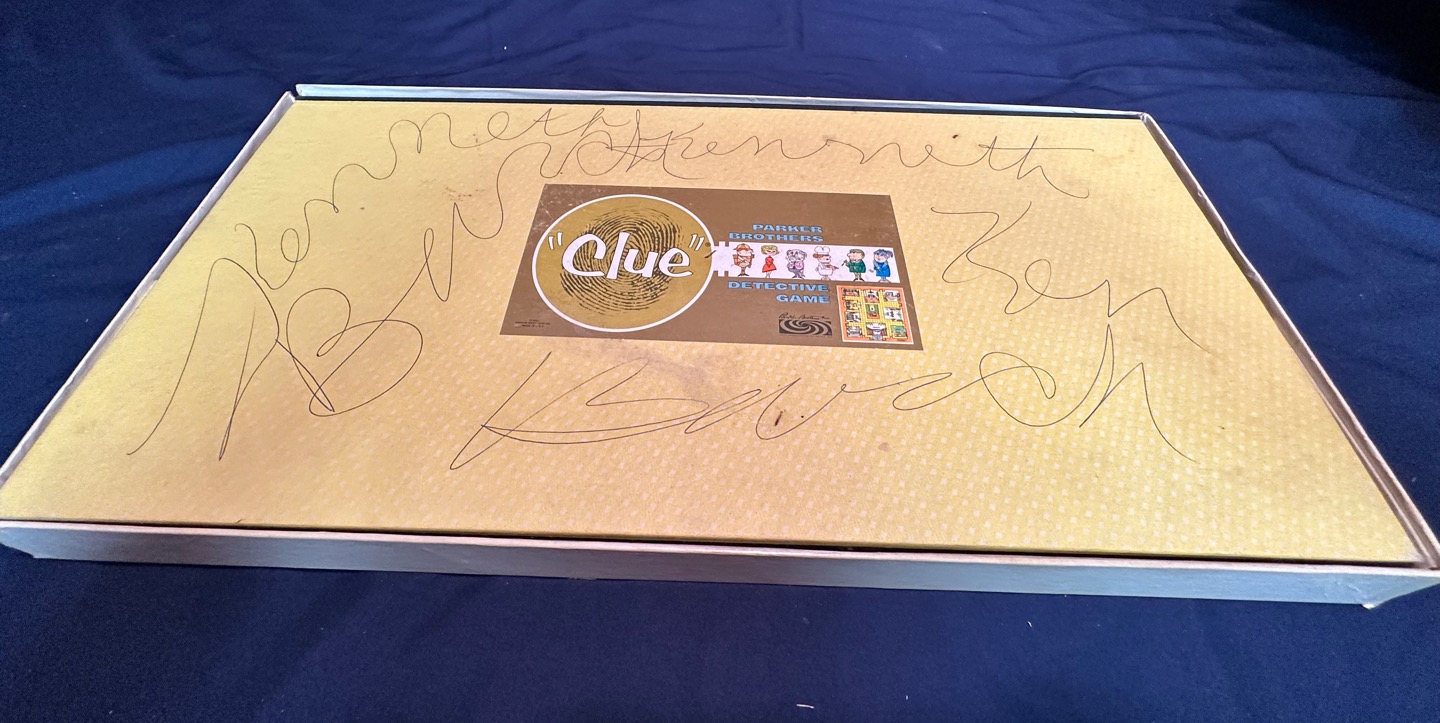 Kenneth Kenneth
Ken
"Clue"
PARKER
BROTHERS
DETECTIVE
GAME